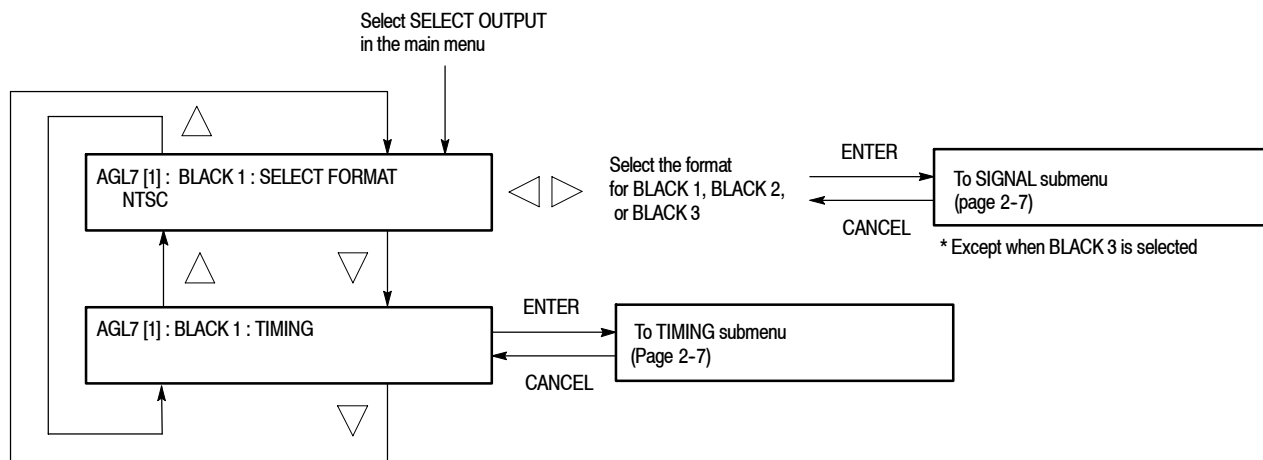 Select SELECT OUTPUT
in the main menu
AGL7 [1] : BLACK 1 : SELECT FORMAT
NTSC
Select the format
for BLACK 1, BLACK 2,
or BLACK 3
ENTER
CANCEL
To SIGNAL submenu
(page 2-7)
* Except when BLACK 3 is selected
AGL7 [1] : BLACK 1 : TIMING
ENTER
CANCEL
To TIMING submenu
(Page 2-7)